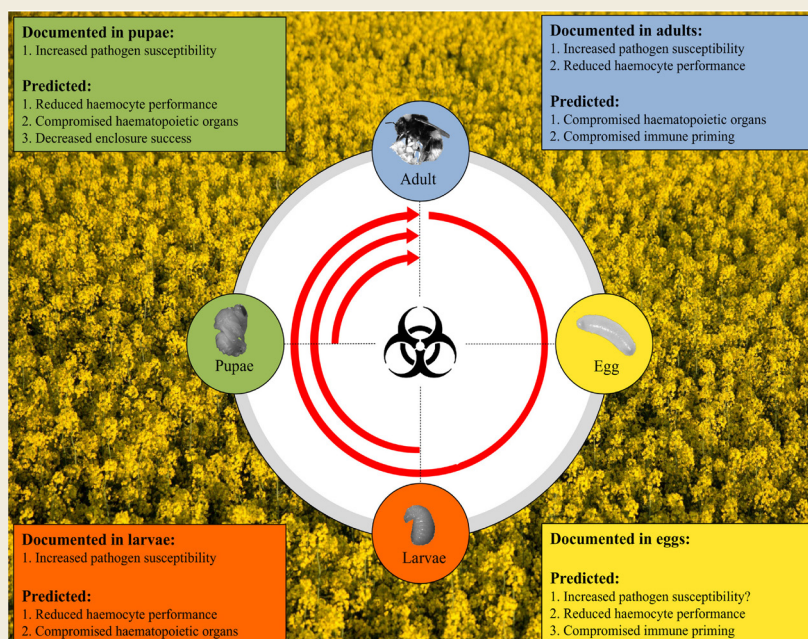 Documented in pupae:
1. Increased pathogen susceptibility
Predicted:
1. Reduced haemocyte performance
2. Compromised haematopoietic organs
3. Decreased enclosure success
Documented in adults:
1. Increased pathogen susceptibility
2. Reduced haemocyte performance
Predicted:
1. Compromised haematopoietic organs
2. Compromised immune priming
Adult
Pupae
Egg
Larvae
Documented in larvae:
1. Increased pathogen susceptibility
Predicted:
1. Reduced haemocyte performance
2. Compromised haematopoietic organs
Documented in eggs:
Predicted:
1. Increased pathogen susceptibility?
2. Reduced haemocyte performance
3. Compromised immune priming